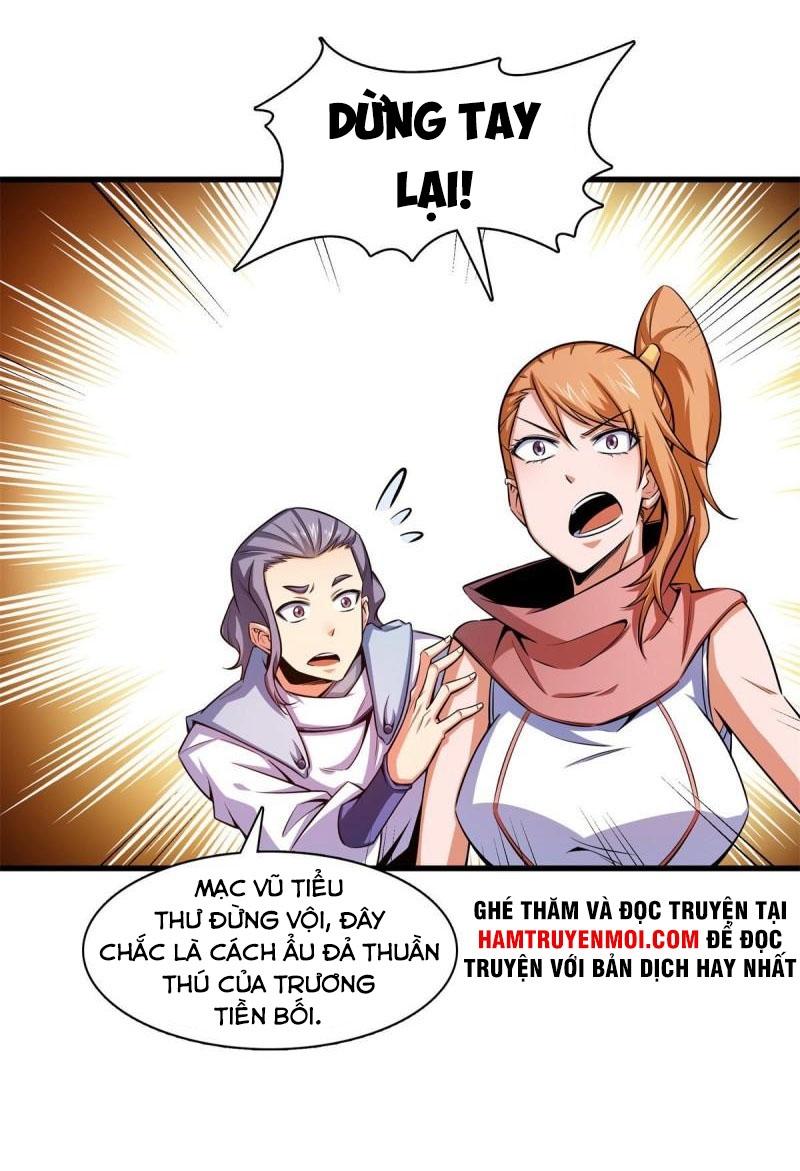 DỪNG TAY
LẠI!
MẠC VŨ TIỂU
THƯ ĐỪNG VỘI, ĐÂY
CHẮC LÀ CÁCH ẨU ĐẢ THUẦN
THÚ CỦA TRƯƠNG
TIỀN BỐI.
GHÉ THĂM VÀ ĐỌC TRUYỆN TẠI
HAMTRUYENMOI.COM ĐỂ ĐỌC
TRUYỆN VỚI BẢN DỊCH HAY NHẤT